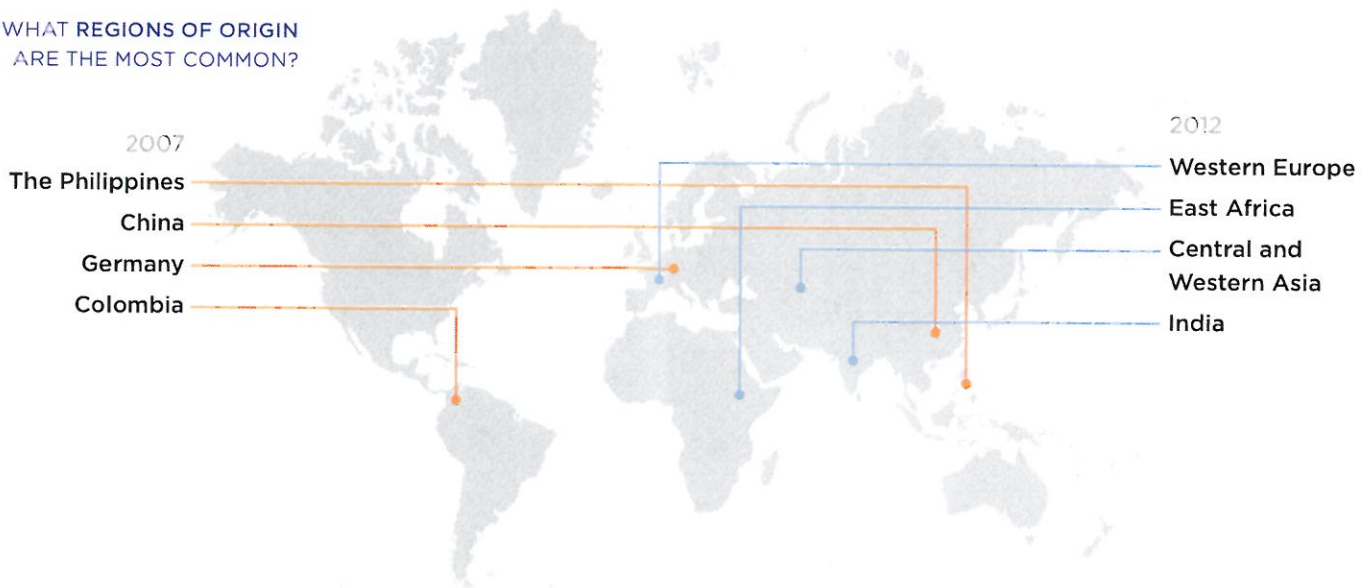 WHAT REGIONS OF ORIGIN
ARE THE MOST COMMON?
2007
The Philippines
China
Germany
Colombia
2012
Western Europe
East Africa
Central and
Western Asia
India